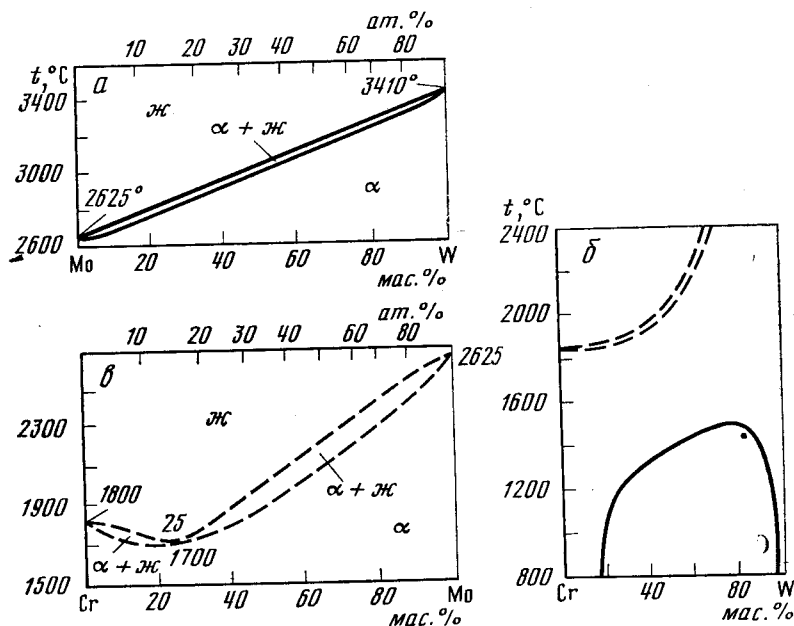 ат.%
10 20 30 40 50 70 80
t,°C
а
3410°
3400
ж
α + ж
3000
α
2625°
2600
Mo 20 40 60 80 W
мас.%
t,°C
2400
б
2000
1600
1200
800
Cr 40 80 W
мас.%
ат.%
10 20 30 40 60 80
в
2625
ж
2300
α + ж
1900
1800
25
α
α + ж
1700
1500
Cr 20 40 60 80 Mo
мас.%